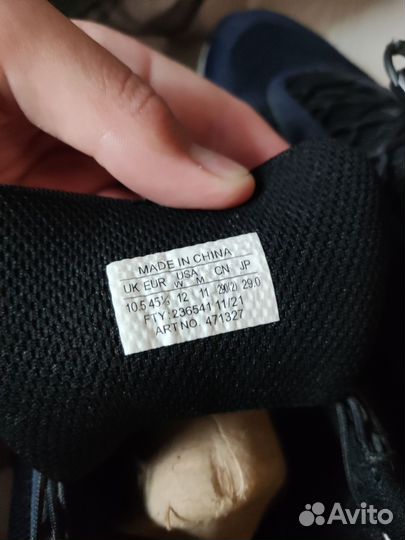 MADE IN CHINA
UK EUR USA CN JP
W M
10.5 45⅓ 12 11 290(2) 29.0
FTY: 236541 11/21
ART NO. 471327
Avito